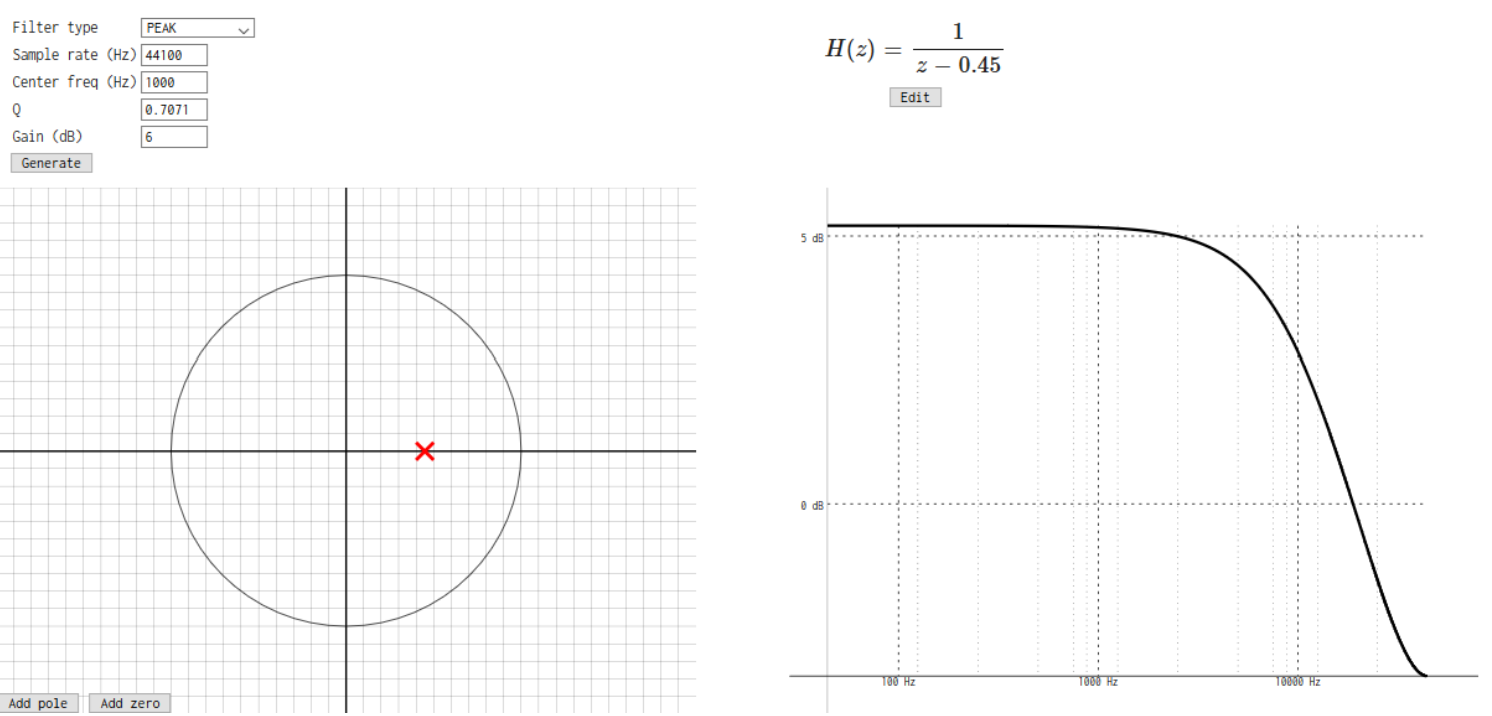 Filter type PEAK
Sample rate (Hz) 44100
Center freq (Hz) 1000
Q 0.7071
Gain (dB) 6
Generate
H(z) = 1 / (z − 0.45)
Edit
5 dB
0 dB
100 Hz 1000 Hz 10000 Hz
Add pole Add zero